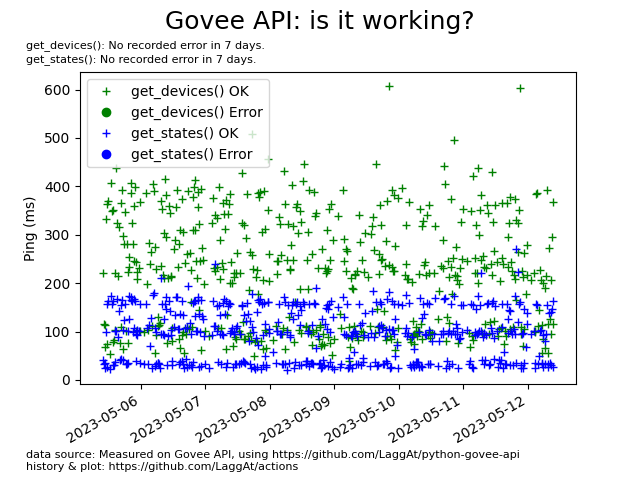 Govee API: is it working?
get_devices(): No recorded error in 7 days.
get_states(): No recorded error in 7 days.
get_devices() OK
get_devices() Error
get_states() OK
get_states() Error
Ping (ms)
600
500
400
300
200
100
0
2023-05-06
2023-05-07
2023-05-08
2023-05-09
2023-05-10
2023-05-11
2023-05-12
data source: Measured on Govee API, using https://github.com/LaggAt/python-govee-api
history & plot: https://github.com/LaggAt/actions